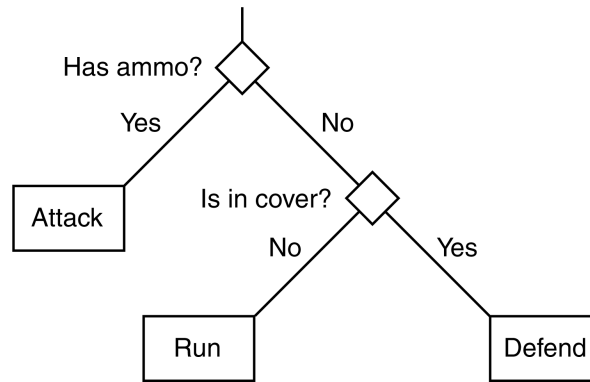 Has ammo?
Yes
No
Attack
Is in cover?
No
Yes
Run
Defend